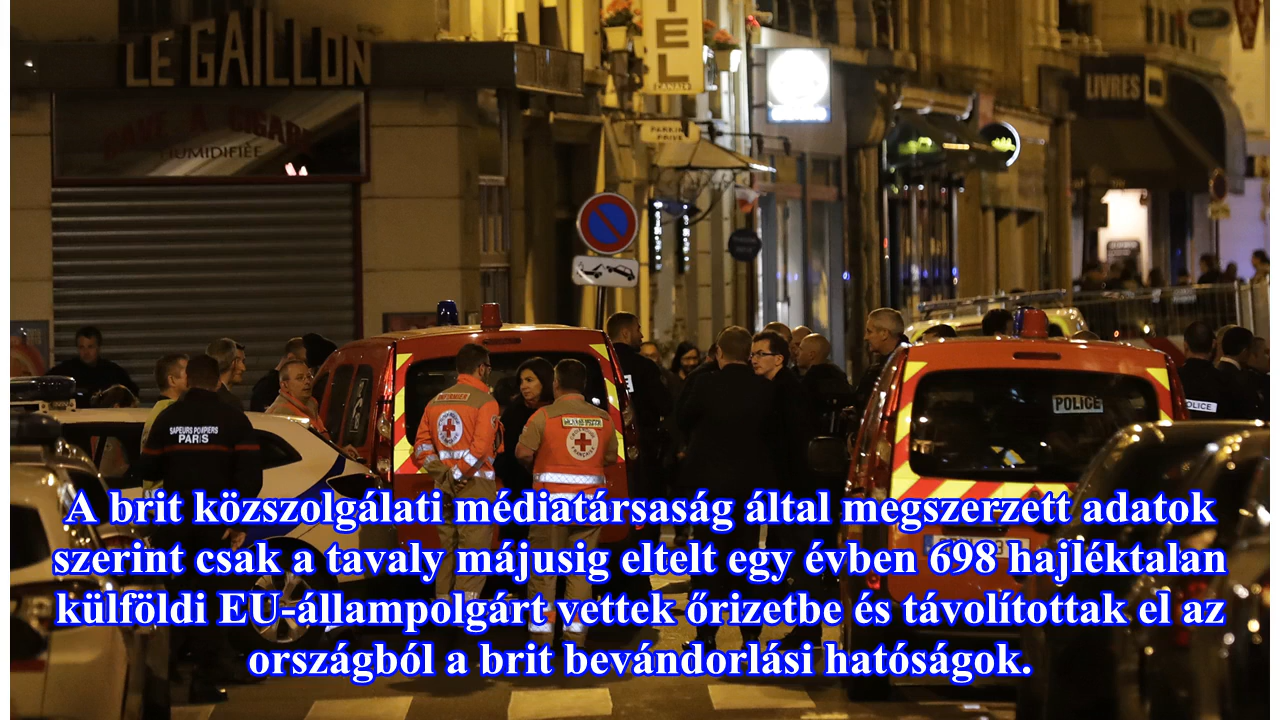 LE GAILLON
HUMIDIFIÉE
TEL
PARKING
PRIVE
LIVRES
POLICE
SAPEURS POMPIERS
PARIS
POLICE
A brit közszolgálati médiatársaság által megszerzett adatok
szerint csak a tavaly májusig eltelt egy évben 698 hajléktalan
külföldi EU-állampolgárt vettek őrizetbe és távolítottak el az
országból a brit bevándorlási hatóságok.